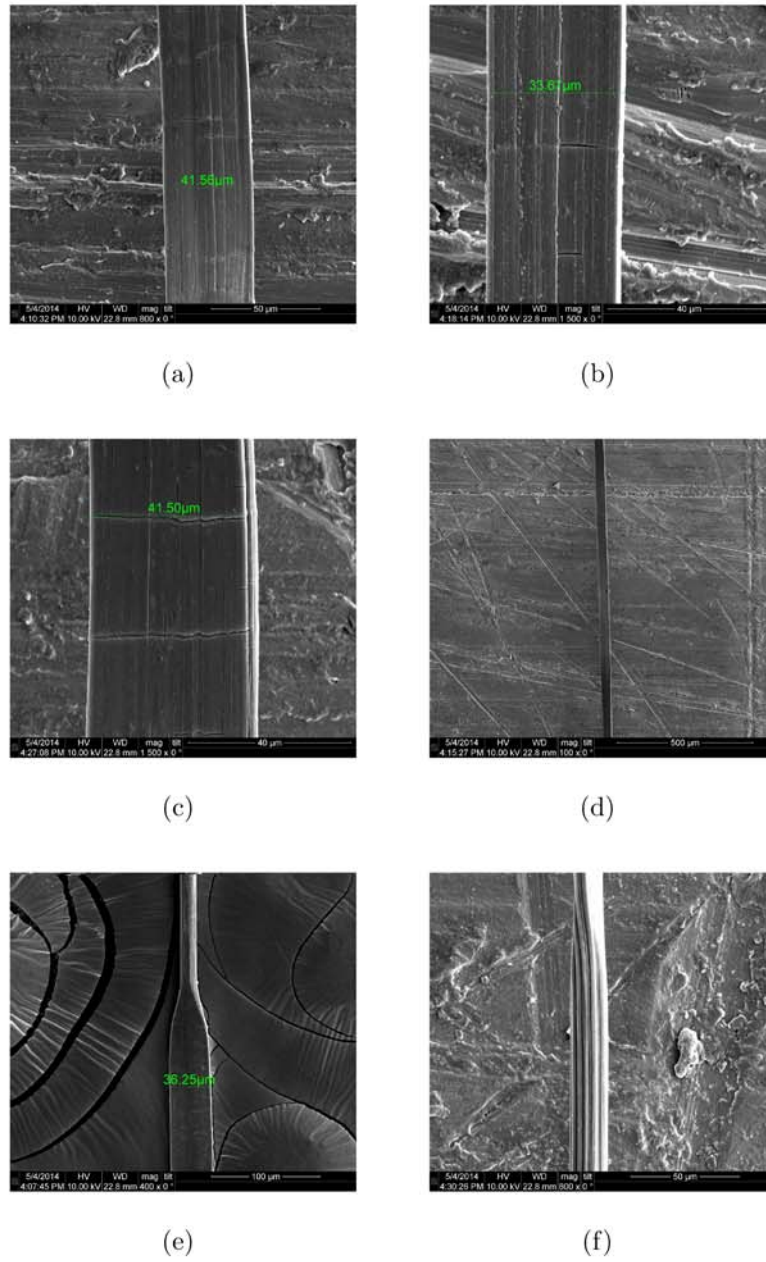 41.56µm
5/4/2014 HV WD mag tilt 50 µm
4:10:32 PM 10.00 kV 22.8 mm 800 x 0 °
(a)
33.67µm
5/4/2014 HV WD mag tilt 40 µm
4:18:14 PM 10.00 kV 22.8 mm 1 500 x 0 °
(b)
41.50µm
5/4/2014 HV WD mag tilt 40 µm
4:27:08 PM 10.00 kV 22.8 mm 1 500 x 0 °
(c)
5/4/2014 HV WD mag tilt 500 µm
4:15:27 PM 10.00 kV 22.8 mm 100 x 0 °
(d)
36.25µm
5/4/2014 HV WD mag tilt 100 µm
4:07:45 PM 10.00 kV 22.8 mm 400 x 0 °
(e)
5/4/2014 HV WD mag tilt 50 µm
4:30:26 PM 10.00 kV 22.8 mm 800 x 0 °
(f)